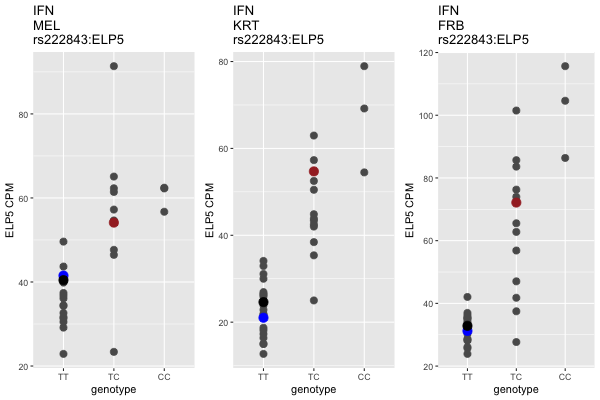 IFN
MEL
rs222843:ELP5
80
60
40
20
ELP5 CPM
TT TC CC
genotype
IFN
KRT
rs222843:ELP5
80
60
40
20
ELP5 CPM
TT TC CC
genotype
IFN
FRB
rs222843:ELP5
120
100
80
60
40
20
ELP5 CPM
TT TC CC
genotype